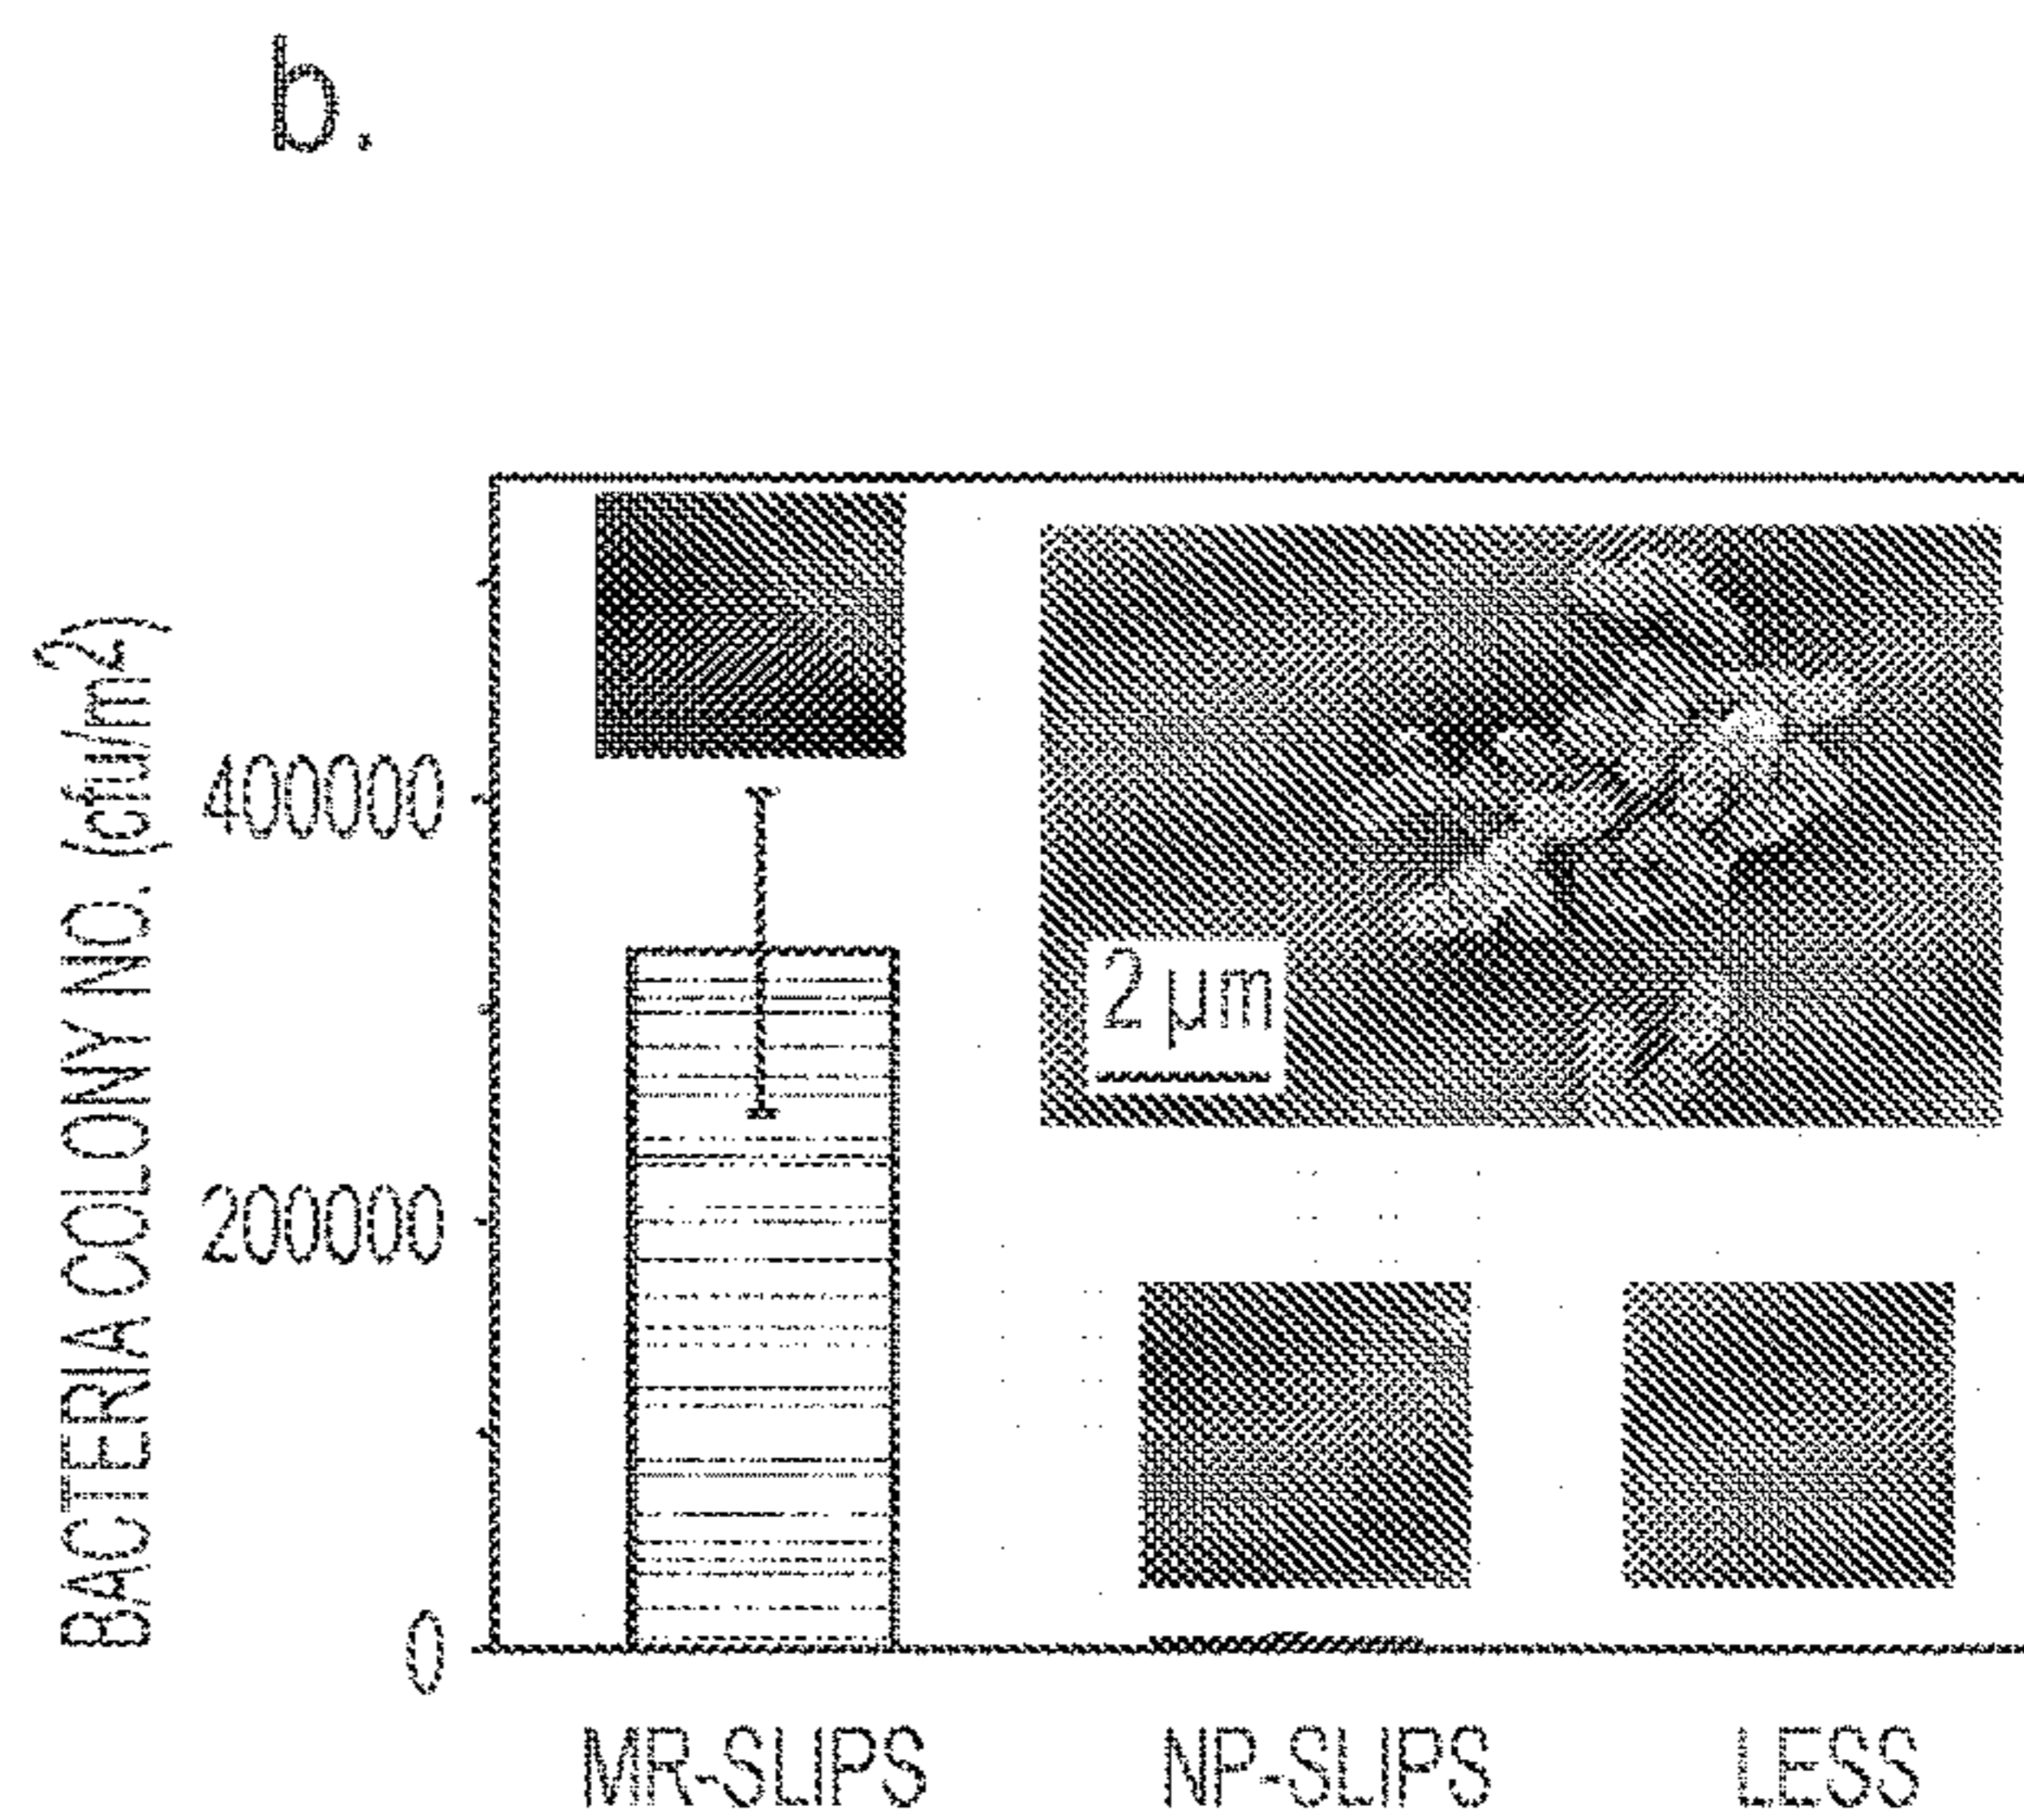 b.
BACTERIA COLONY NO. (cfu/m2)
400000
200000
0
2 µm
MR-SLIPS
NP-SLIPS
LESS